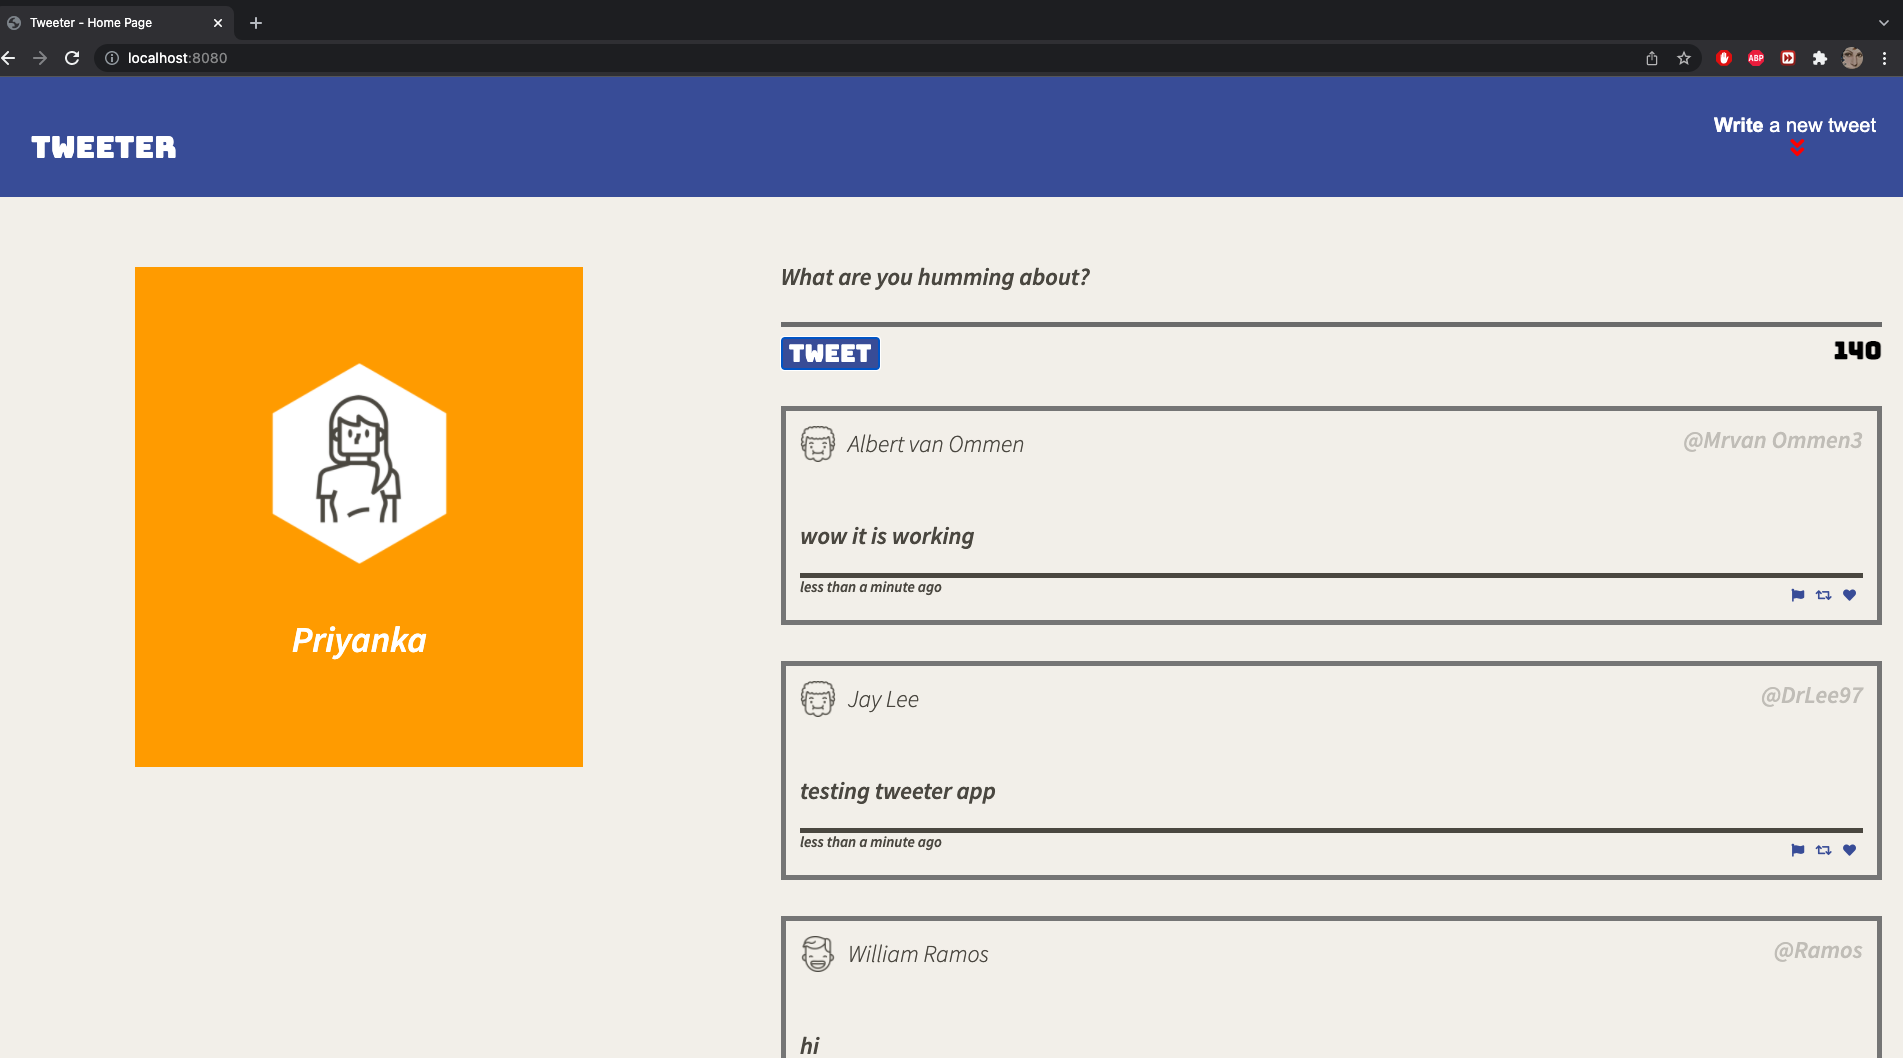 Tweeter - Home Page
localhost:8080
ABP
TWEETER
Write a new tweet
Priyanka
What are you humming about?
TWEET
140
Albert van Ommen
@Mrvan Ommen3
wow it is working
less than a minute ago
Jay Lee
@DrLee97
testing tweeter app
less than a minute ago
William Ramos
@Ramos
hi